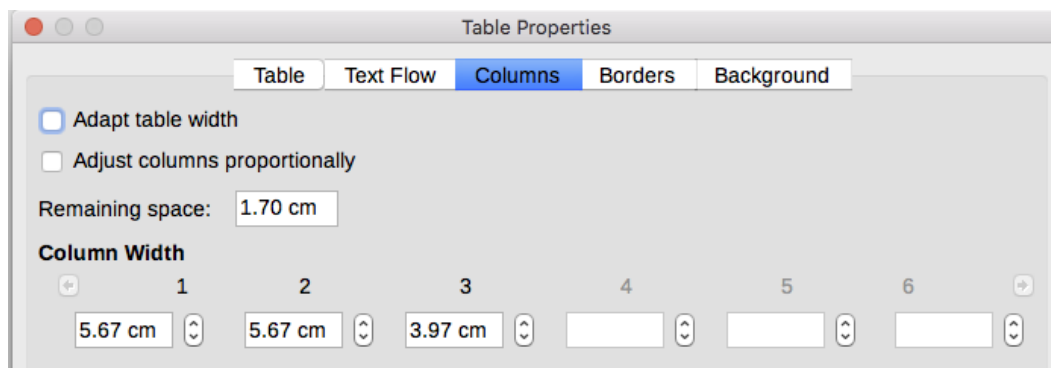 Table Properties
Table Text Flow Columns Borders Background
Adapt table width
Adjust columns proportionally
Remaining space: 1.70 cm
Column Width
1 2 3 4 5 6
5.67 cm 5.67 cm 3.97 cm